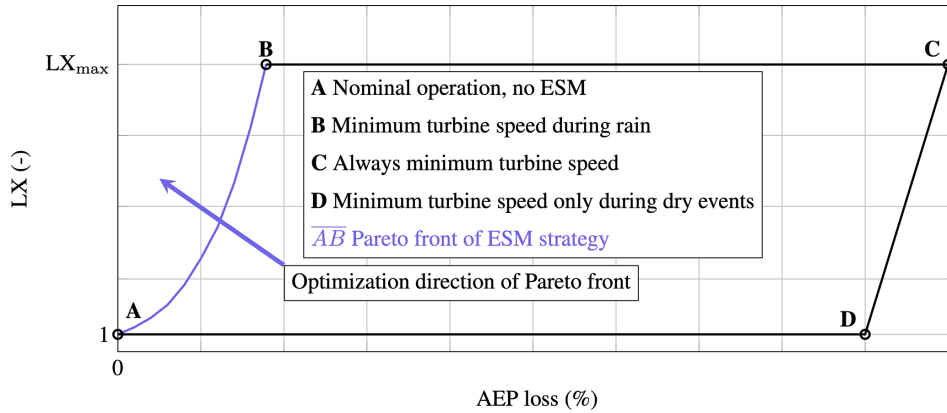 B
C
LXmax
A Nominal operation, no ESM
B Minimum turbine speed during rain
C Always minimum turbine speed
D Minimum turbine speed only during dry events
AB Pareto front of ESM strategy
LX (-)
Optimization direction of Pareto front
A
D
1
0
AEP loss (%)